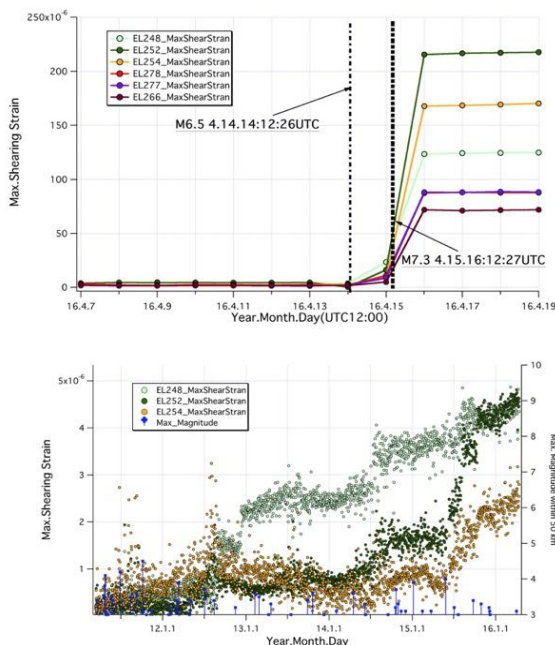 250x10⁻⁶
200
150
100
50
0
Max.Shearing Strain
EL248_MaxShearStran
EL252_MaxShearStran
EL254_MaxShearStran
EL278_MaxShearStran
EL277_MaxShearStran
EL266_MaxShearStran
M6.5 4.14.14:12:26UTC
M7.3 4.15.16:12:27UTC
16.4.7 16.4.9 16.4.11 16.4.13 16.4.15 16.4.17 16.4.19
Year.Month.Day(UTC12:00)
5x10⁻⁶
4
3
2
1
Max.Shearing Strain
EL248_MaxShearStran
EL252_MaxShearStran
EL254_MaxShearStran
Max_Magnitude
10
9
8
7
6
5
4
3
Max. Magnitude within 50 km
12.1.1 13.1.1 14.1.1 15.1.1 16.1.1
Year.Month.Day